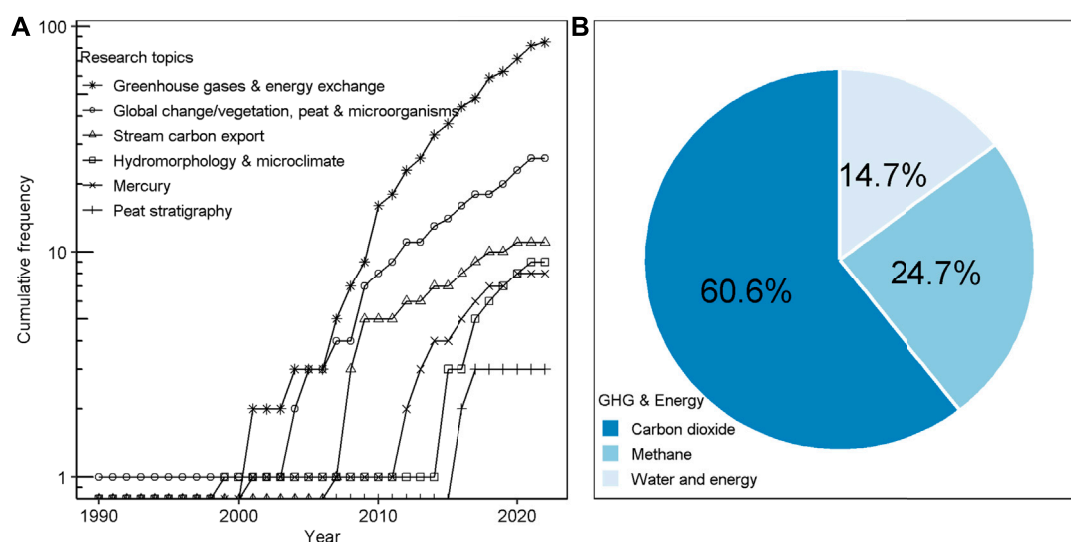 A
100
10
1
Cumulative frequency
Research topics
Greenhouse gases & energy exchange
Global change/vegetation, peat & microorganisms
Stream carbon export
Hydromorphology & microclimate
Mercury
Peat stratigraphy
1990
2000
2010
2020
Year
B
14.7%
24.7%
60.6%
GHG & Energy
Carbon dioxide
Methane
Water and energy